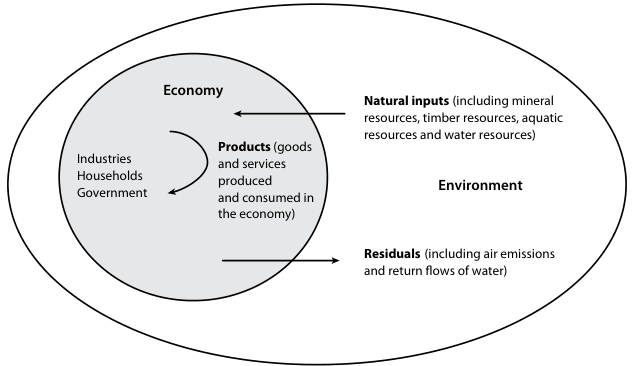 Economy
Natural inputs (including mineral
resources, timber resources, aquatic
resources and water resources)
Industries
Households
Government
Products (goods
and services
produced
and consumed in
the economy)
Environment
Residuals (including air emissions
and return flows of water)